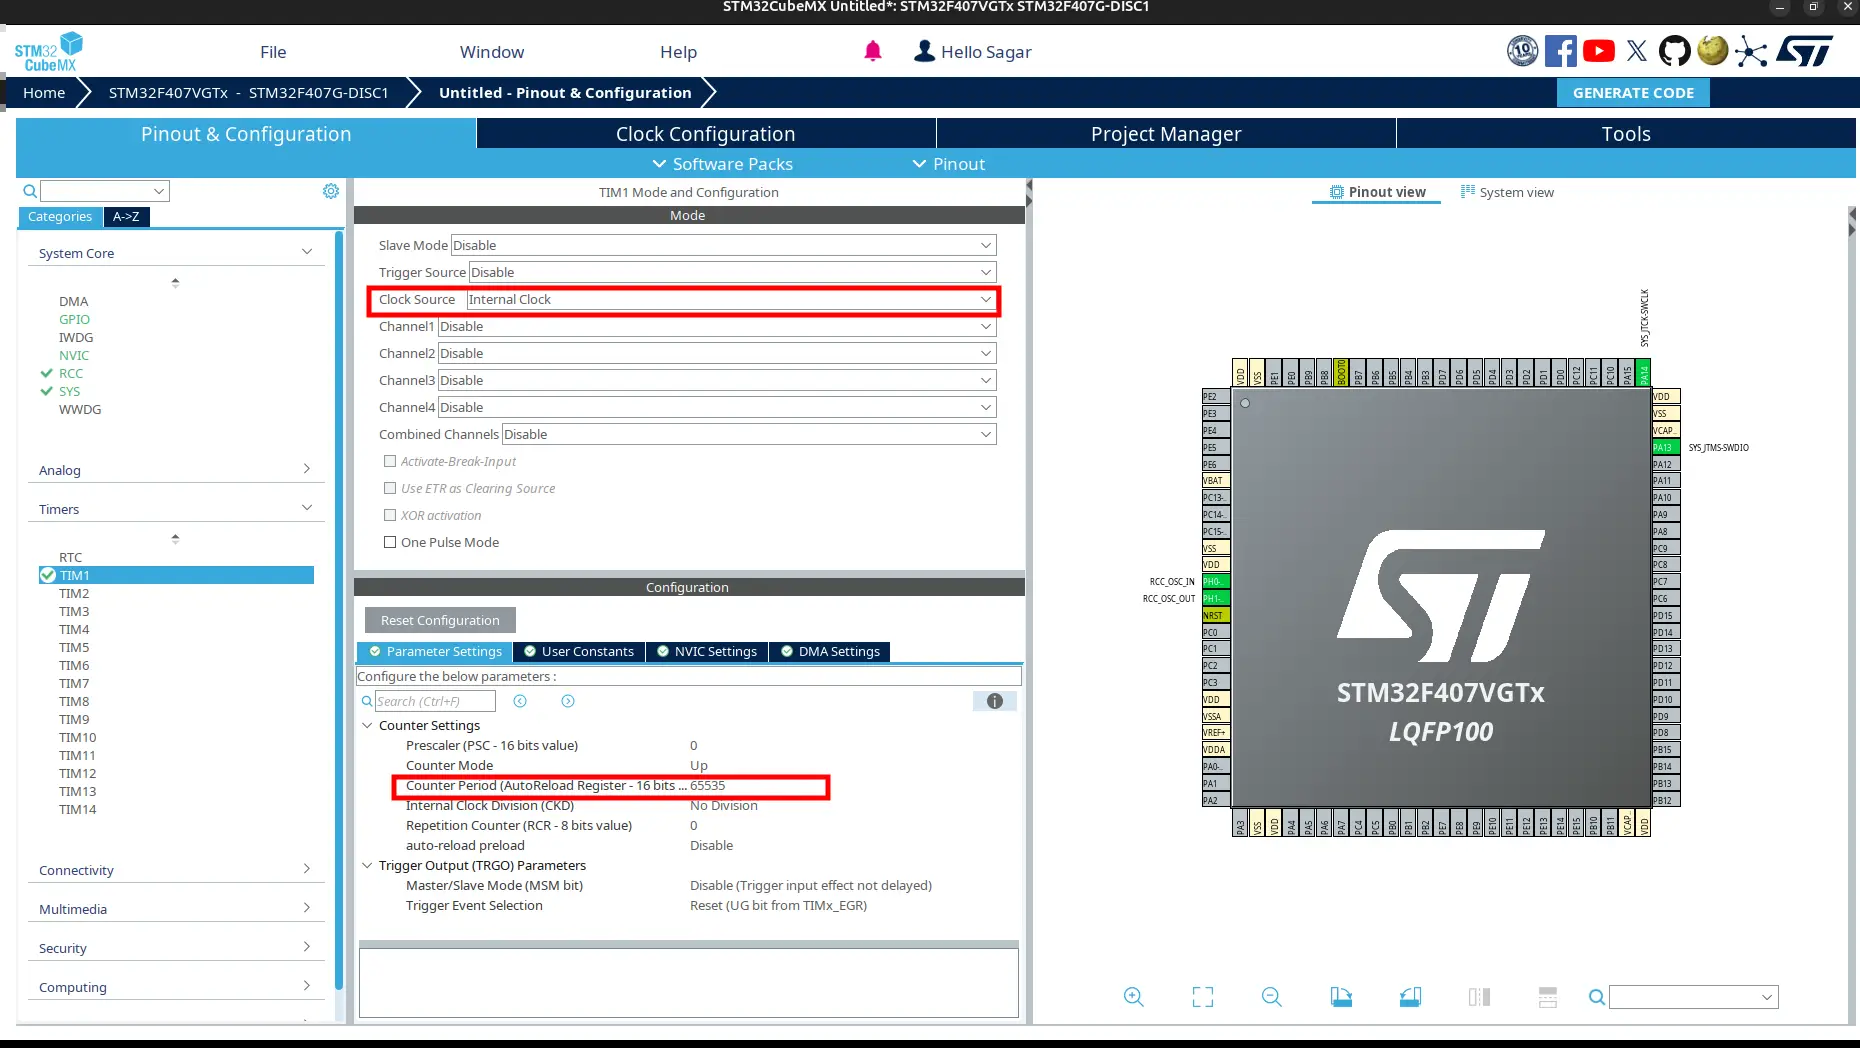 STM32CubeMX Untitled*: STM32F407VGTx STM32F407G-DISC1
STM32
CubeMX
File
Window
Help
Hello Sagar
10
Home
STM32F407VGTx - STM32F407G-DISC1
Untitled - Pinout & Configuration
GENERATE CODE
Pinout & Configuration
Clock Configuration
Project Manager
Tools
Software Packs
Pinout
Categories
A->Z
System Core
DMA
GPIO
IWDG
NVIC
RCC
SYS
WWDG
Analog
Timers
RTC
TIM1
TIM2
TIM3
TIM4
TIM5
TIM6
TIM7
TIM8
TIM9
TIM10
TIM11
TIM12
TIM13
TIM14
Connectivity
Multimedia
Security
Computing
TIM1 Mode and Configuration
Mode
Slave Mode Disable
Trigger Source Disable
Clock Source Internal Clock
Channel1 Disable
Channel2 Disable
Channel3 Disable
Channel4 Disable
Combined Channels Disable
Activate-Break-Input
Use ETR as Clearing Source
XOR activation
One Pulse Mode
Configuration
Reset Configuration
Parameter Settings
User Constants
NVIC Settings
DMA Settings
Configure the below parameters :
Search (Ctrl+F)
Counter Settings
Prescaler (PSC - 16 bits value) 0
Counter Mode Up
Counter Period (AutoReload Register - 16 bits ... 65535
Internal Clock Division (CKD) No Division
Repetition Counter (RCR - 8 bits value) 0
auto-reload preload Disable
Trigger Output (TRGO) Parameters
Master/Slave Mode (MSM bit) Disable (Trigger input effect not delayed)
Trigger Event Selection Reset (UG bit from TIMx_EGR)
Pinout view
System view
SYS_JTCK-SWCLK
VDD VSS PE1 PE0 PB9 PB8 BOOT0 PB7 PB6 PB5 PB4 PB3 PD7 PD6 PD5 PD4 PD3 PD2 PD1 PD0 PC12 PC11 PC10 PA15 PA14
PE2
PE3
PE4
PE5
PE6
VBAT
PC13-..
PC14-..
PC15-..
VSS
VDD
RCC_OSC_IN PH0-..
RCC_OSC_OUT PH1-..
NRST
PC0
PC1
PC2
PC3
VDD
VSSA
VREF+
VDDA
PA0-..
PA1
PA2
STM32F407VGTx
LQFP100
VDD
VSS
VCAP..
PA13 SYS_JTMS-SWDIO
PA12
PA11
PA10
PA9
PA8
PC9
PC8
PC7
PC6
PD15
PD14
PD13
PD12
PD11
PD10
PD9
PD8
PB15
PB14
PB13
PB12
PA3 VSS VDD PA4 PA5 PA6 PA7 PC4 PC5 PB0 PB1 PB2 PE7 PE8 PE9 PE10 PE11 PE12 PE13 PE14 PE15 PB10 PB11 VCAP.. VDD